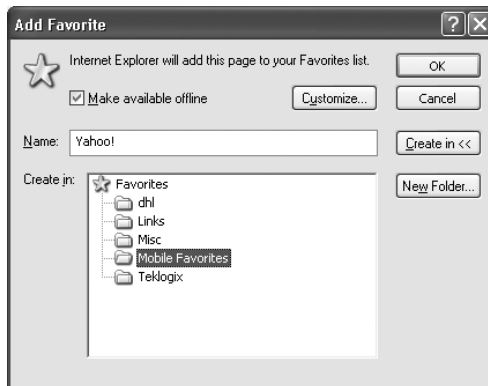 Add Favorite
Internet Explorer will add this page to your Favorites list.
OK
Make available offline
Customize...
Cancel
Name:
Yahoo!
Create in <<
Create in:
Favorites
New Folder...
dhl
Links
Misc
Mobile Favorites
Teklogix